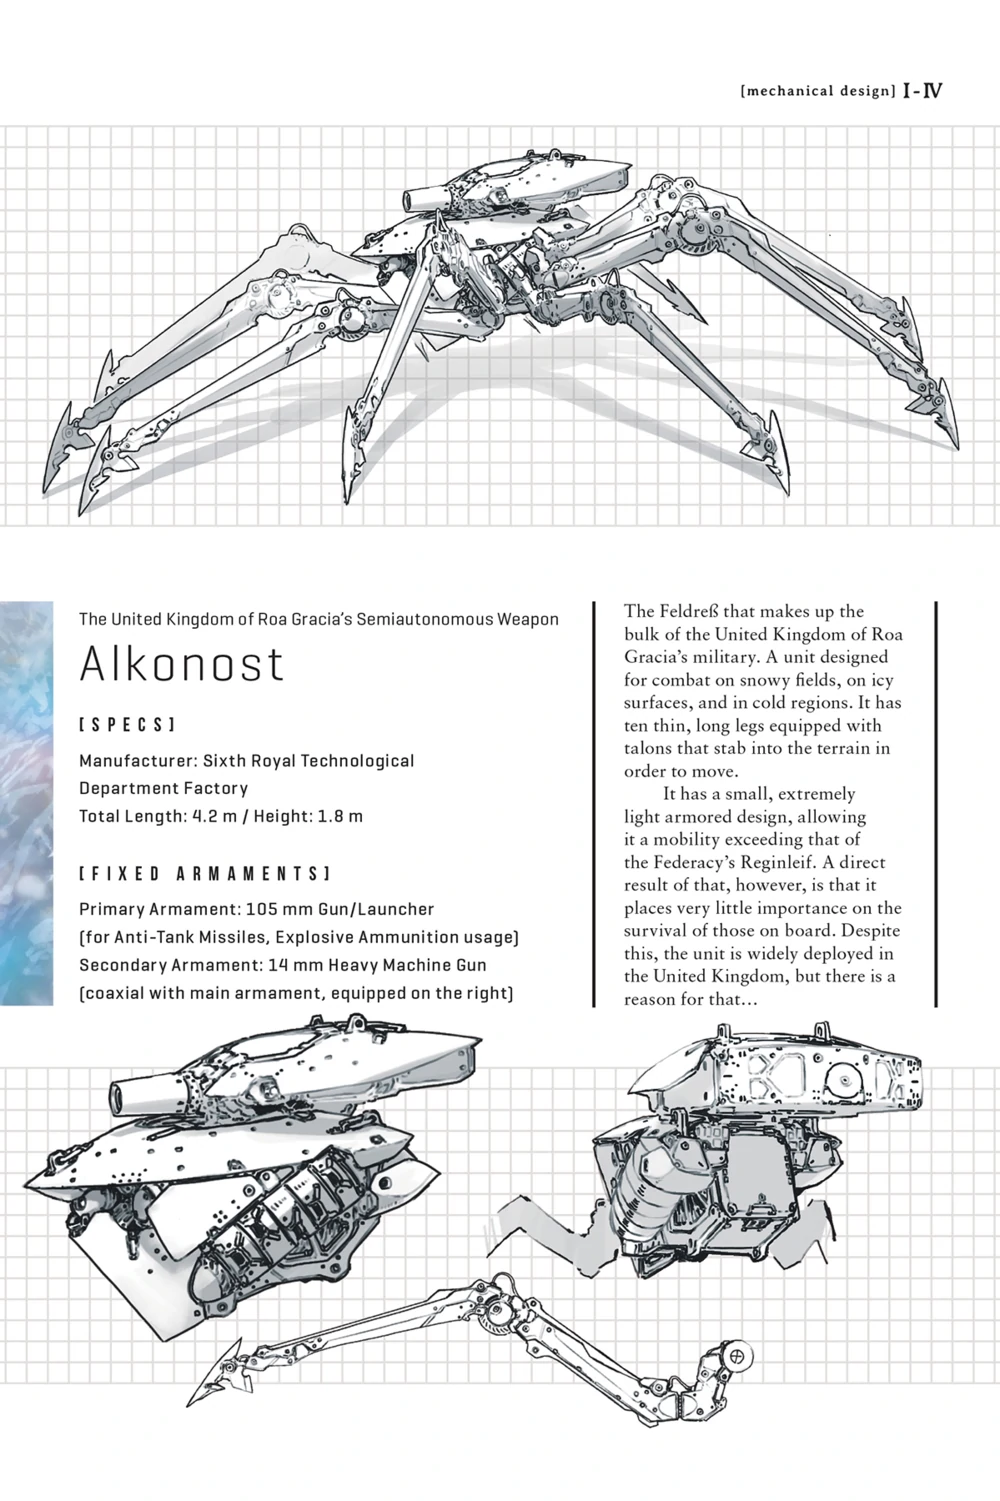 [mechanical design] I-IV
The United Kingdom of Roa Gracia's Semiautonomous Weapon
Alkonost
[SPECS]
Manufacturer: Sixth Royal Technological
Department Factory
Total Length: 4.2 m / Height: 1.8 m
[FIXED ARMAMENTS]
Primary Armament: 105 mm Gun/Launcher
(for Anti-Tank Missiles, Explosive Ammunition usage)
Secondary Armament: 14 mm Heavy Machine Gun
(coaxial with main armament, equipped on the right)
The Feldreß that makes up the
bulk of the United Kingdom of Roa
Gracia's military. A unit designed
for combat on snowy fields, on icy
surfaces, and in cold regions. It has
ten thin, long legs equipped with
talons that stab into the terrain in
order to move.
It has a small, extremely
light armored design, allowing
it a mobility exceeding that of
the Federacy's Reginleif. A direct
result of that, however, is that it
places very little importance on the
survival of those on board. Despite
this, the unit is widely deployed in
the United Kingdom, but there is a
reason for that...